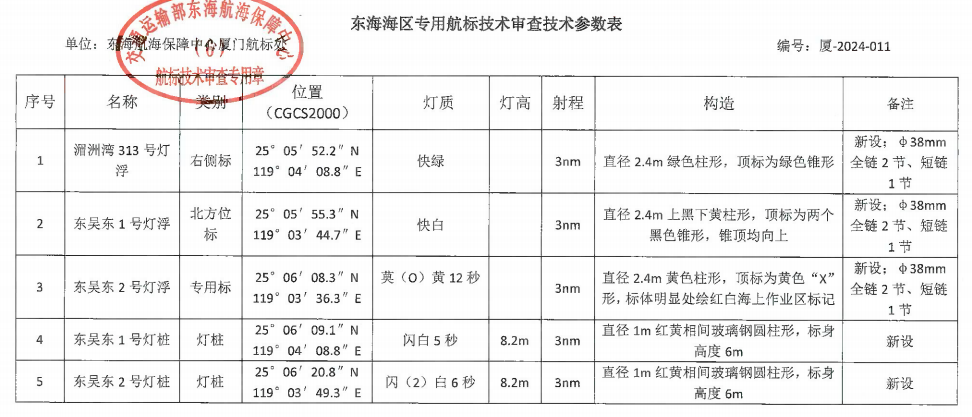 东海海区专用航标技术审查技术参数表
单位：东海航海保障中心厦门航标处
编号：厦-2024-011
交通运输部东海航海保障中心
（6）
航标技术审查专用章
序号 名称 类别 位置（CGCS2000） 灯质 灯高 射程 构造 备注
1 湄洲湾 313 号灯浮 右侧标 25° 05′ 52.2″ N 119° 04′ 08.8″ E 快绿 3nm 直径 2.4m 绿色柱形，顶标为绿色锥形 新设；φ38mm 全链 2 节、短链 1 节
2 东吴东 1 号灯浮 北方位标 25° 05′ 55.3″ N 119° 03′ 44.7″ E 快白 3nm 直径 2.4m 上黑下黄柱形，顶标为两个黑色锥形，锥顶均向上 新设；φ38mm 全链 2 节、短链 1 节
3 东吴东 2 号灯浮 专用标 25° 06′ 08.3″ N 119° 03′ 36.3″ E 莫（O）黄 12 秒 3nm 直径 2.4m 黄色柱形，顶标为黄色“X”形，标体明显处绘红白海上作业区标记 新设；φ38mm 全链 2 节、短链 1 节
4 东吴东 1 号灯桩 灯桩 25° 06′ 09.1″ N 119° 04′ 08.8″ E 闪白 5 秒 8.2m 3nm 直径 1m 红黄相间玻璃钢圆柱形，标身高度 6m 新设
5 东吴东 2 号灯桩 灯桩 25° 06′ 20.8″ N 119° 03′ 49.3″ E 闪（2）白 6 秒 8.2m 3nm 直径 1m 红黄相间玻璃钢圆柱形，标身高度 6m 新设